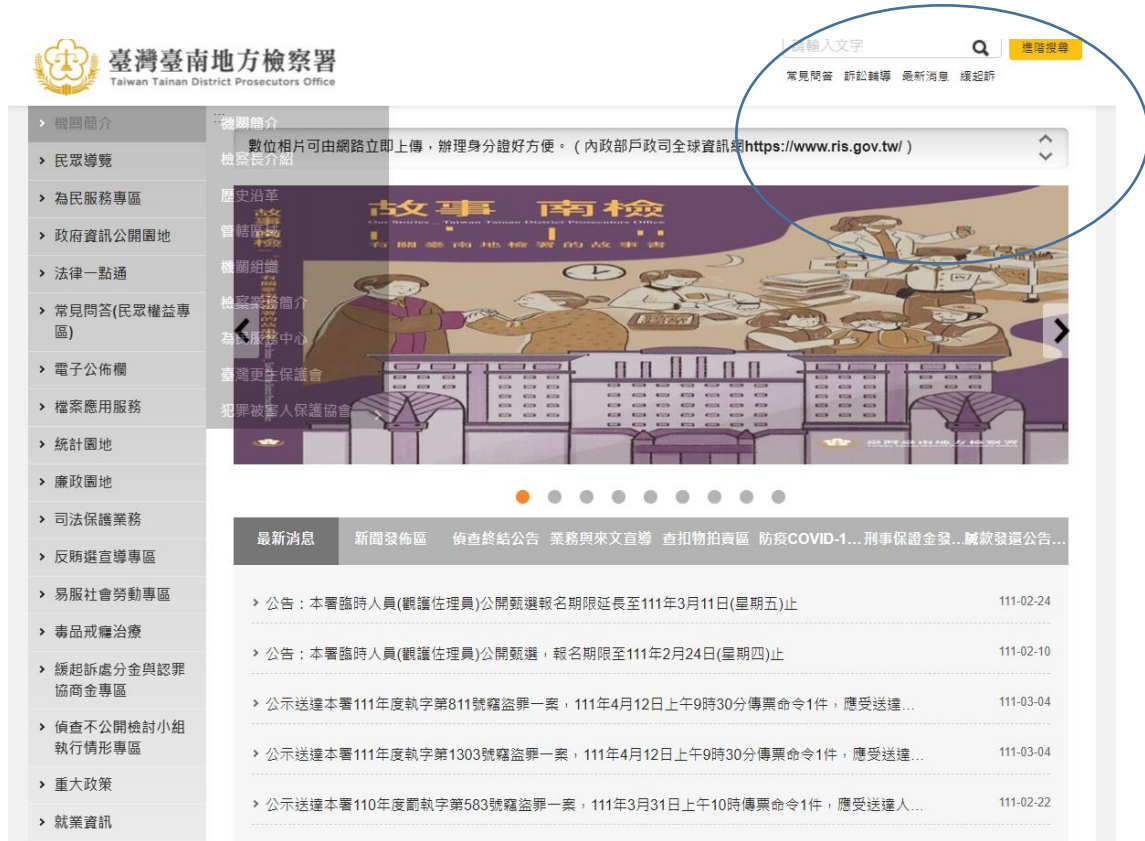 臺灣臺南地方檢察署
Taiwan Tainan District Prosecutors Office
請輸入文字
進階搜尋
常見問答 訴訟輔導 最新消息 緩起訴
機關簡介
民眾導覽
為民服務專區
政府資訊公開園地
法律一點通
常見問答(民眾權益專
區)
電子公佈欄
檔案應用服務
統計園地
廉政園地
司法保護業務
反賄選宣導專區
易服社會勞動專區
毒品戒癮治療
緩起訴處分金與認罪
協商金專區
偵查不公開檢討小組
執行情形專區
重大政策
就業資訊
:::
機關簡介
檢察長介紹
歷史沿革
管轄區域
機關組織
檢察業務簡介
為民服務中心
臺灣更生保護會
犯罪被害人保護協會
數位相片可由網路立即上傳，辦理身分證好方便。( 內政部戶政司全球資訊網https://www.ris.gov.tw/ )
故事 南檢
Our Stories _ Taiwan Tainan District Prosecutors Office
有關臺南地檢署的故事書
臺灣臺南地方檢察署
最新消息 新聞發佈區 偵查終結公告 業務與來文宣導 查扣物拍賣區 防疫COVID-1... 刑事保證金發... 贓款發還公告...
公告：本署臨時人員(觀護佐理員)公開甄選報名期限延長至111年3月11日(星期五)止 111-02-24
公告：本署臨時人員(觀護佐理員)公開甄選，報名期限至111年2月24日(星期四)止 111-02-10
公示送達本署111年度執字第811號竊盜罪一案，111年4月12日上午9時30分傳票命令1件，應受送達... 111-03-04
公示送達本署111年度執字第1303號竊盜罪一案，111年4月12日上午9時30分傳票命令1件，應受送達... 111-03-04
公示送達本署110年度罰執字第583號竊盜罪一案，111年3月31日上午10時傳票命令1件，應受送達人... 111-02-22